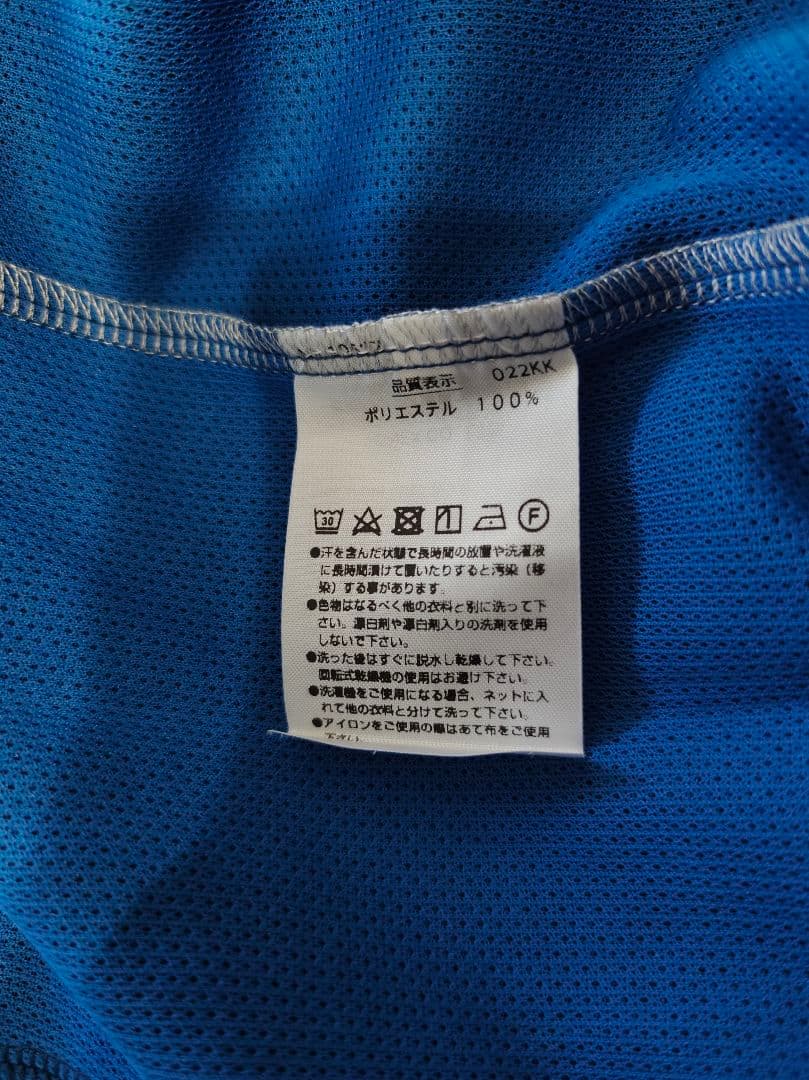 品質表示 022KK
ポリエステル 100%
30
F
●汗を含んだ状態で長時間の放置や洗濯液
に長時間漬けて置いたりすると汚染（移
染）する事があります。
●色物はなるべく他の衣料と別に洗って下
さい。漂白剤や漂白剤入りの洗剤を使用
しないで下さい。
●洗った後はすぐに脱水し乾燥して下さい。
回転式乾燥機の使用はお避け下さい。
●洗濯機をご使用になる場合、ネットに入
れて他の衣料と分けて洗って下さい。
●アイロンをご使用の際はあて布をご使用
下さい